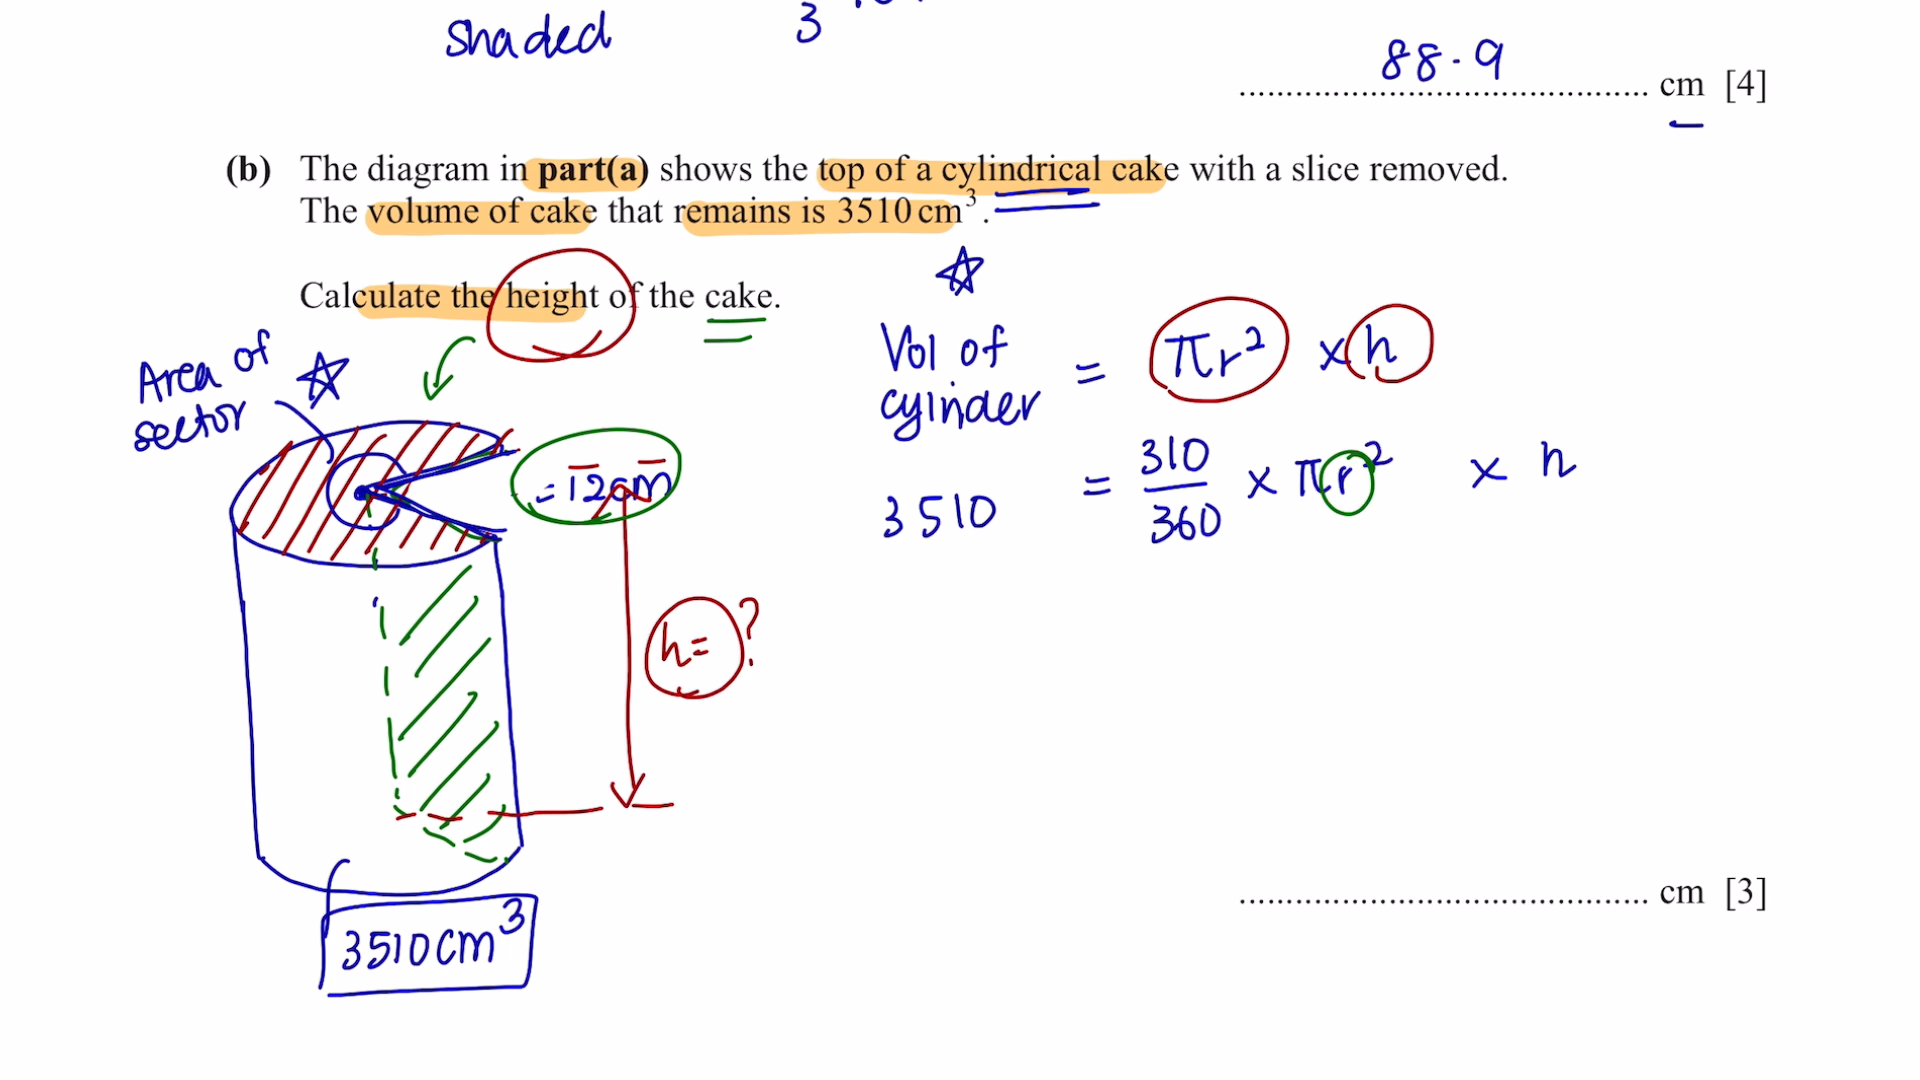 shaded 3
88.9
........................................... cm [4]
(b) The diagram in part(a) shows the top of a cylindrical cake with a slice removed.
The volume of cake that remains is 3510 cm³.
Calculate the height of the cake.
Area of
sector
Vol of
cyinder = πr² × h
= 12cm
3510 = 310/360 × πr² × h
h= ?
........................................... cm [3]
3510cm³